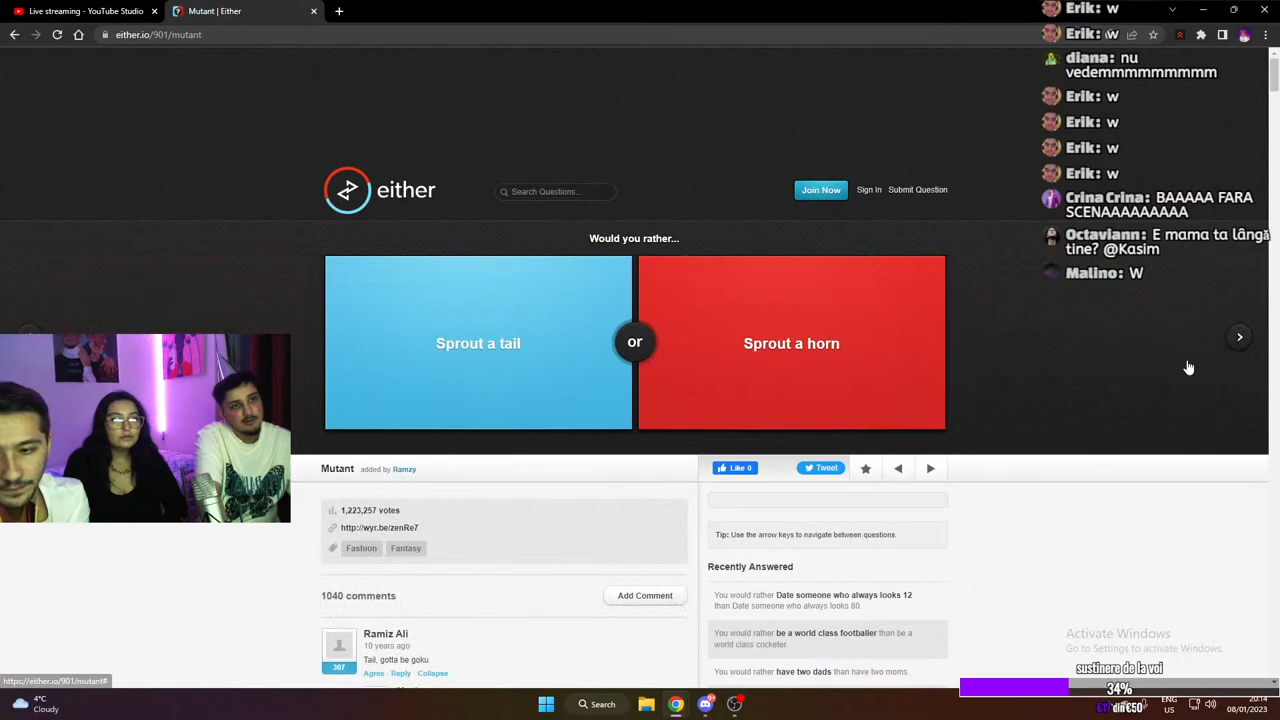 Live streaming - YouTube Studio
Mutant | Either
either.io/901/mutant
Erik: w
Erik: w
diana: nu
vedemmmmmmmmm
Erik: w
Erik: w
Erik: w
Erik: w
Crina Crina: BAAAAA FARA
SCENAAAAAAAAA
Octaviann: E mama ta lângă
tine? @Kasim
Malino: W
either
Search Questions...
Join Now
Sign In
Submit Question
Would you rather...
Sprout a tail
or
Sprout a horn
Mutant added by Ramzy
Like 0
Tweet
1,223,257 votes
http://wyr.be/zenRe7
Fashion
Fantasy
Tip: Use the arrow keys to navigate between questions.
Recently Answered
1040 comments
Add Comment
You would rather Date someone who always looks 12
than Date someone who always looks 80.
Ramiz Ali
10 years ago
307
Tail, gotta be goku
Agree · Reply · Collapse
You would rather be a world class footballer than be a
world class cricketer.
You would rather have two dads than have two moms.
Activate Windows
Go to Settings to activate Windows.
sustinere de la voi
34%
din €50
https://either.io/901/mutant#
4°C
Cloudy
Search
ENG
US
20:14
08/01/2023